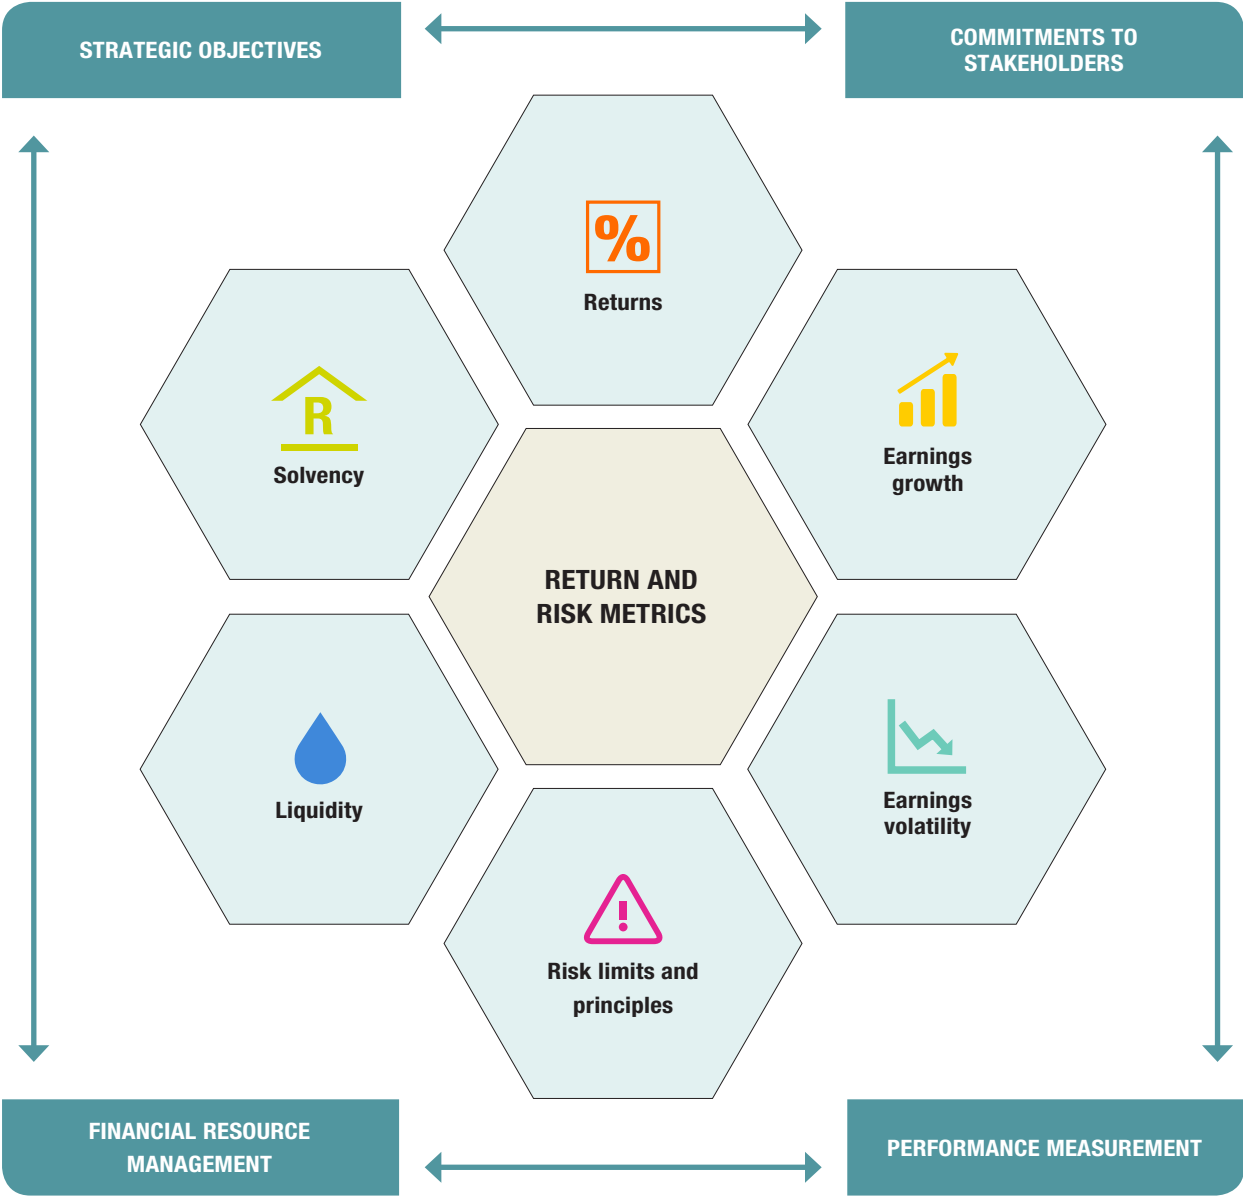 STRATEGIC OBJECTIVES
COMMITMENTS TO
STAKEHOLDERS
%
Returns
R
Solvency
Earnings
growth
RETURN AND
RISK METRICS
Liquidity
Earnings
volatility
!
Risk limits and
principles
FINANCIAL RESOURCE
MANAGEMENT
PERFORMANCE MEASUREMENT